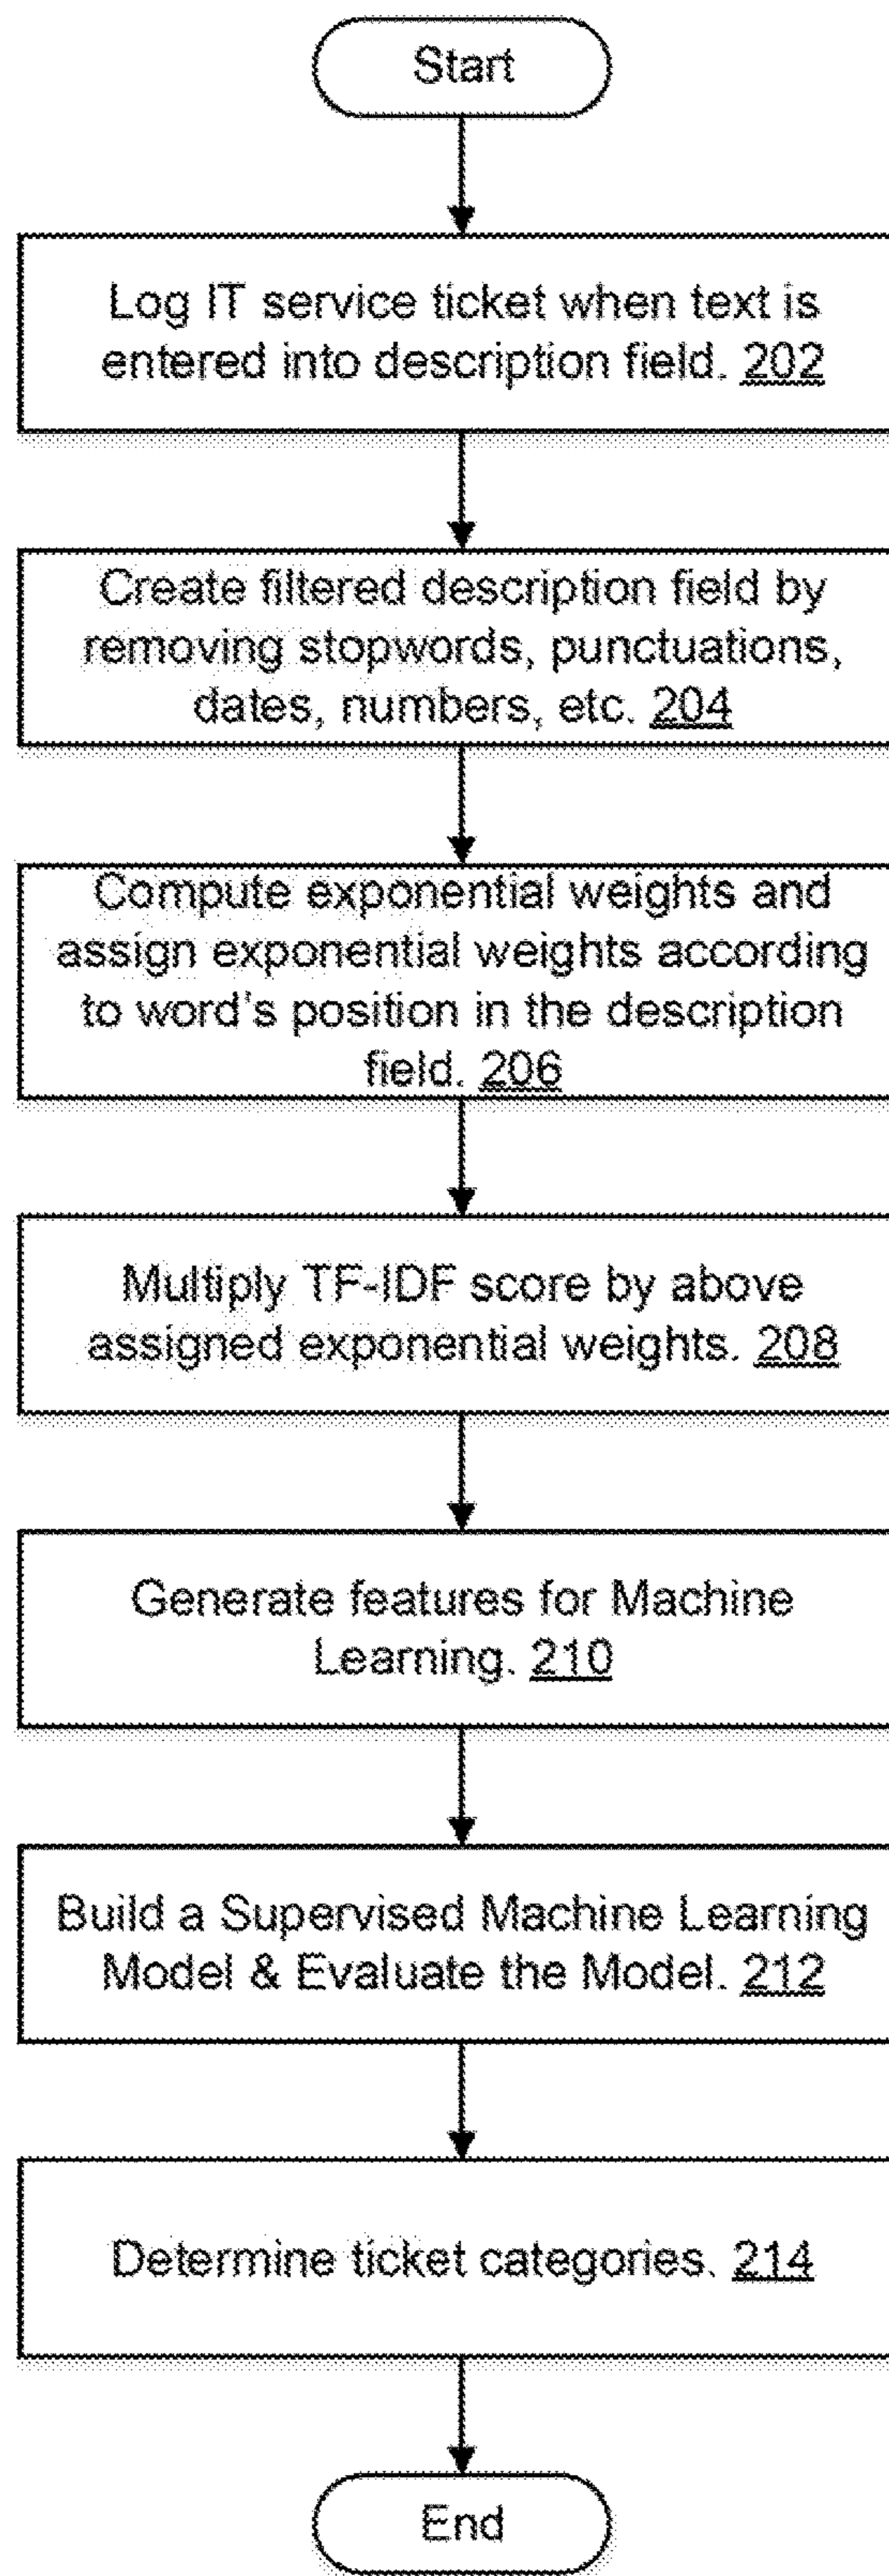 Start
Log IT service ticket when text is
entered into description field. 202
Create filtered description field by
removing stopwords, punctuations,
dates, numbers, etc. 204
Compute exponential weights and
assign exponential weights according
to word's position in the description
field. 206
Multiply TF-IDF score by above
assigned exponential weights. 208
Generate features for Machine
Learning. 210
Build a Supervised Machine Learning
Model & Evaluate the Model. 212
Determine ticket categories. 214
End